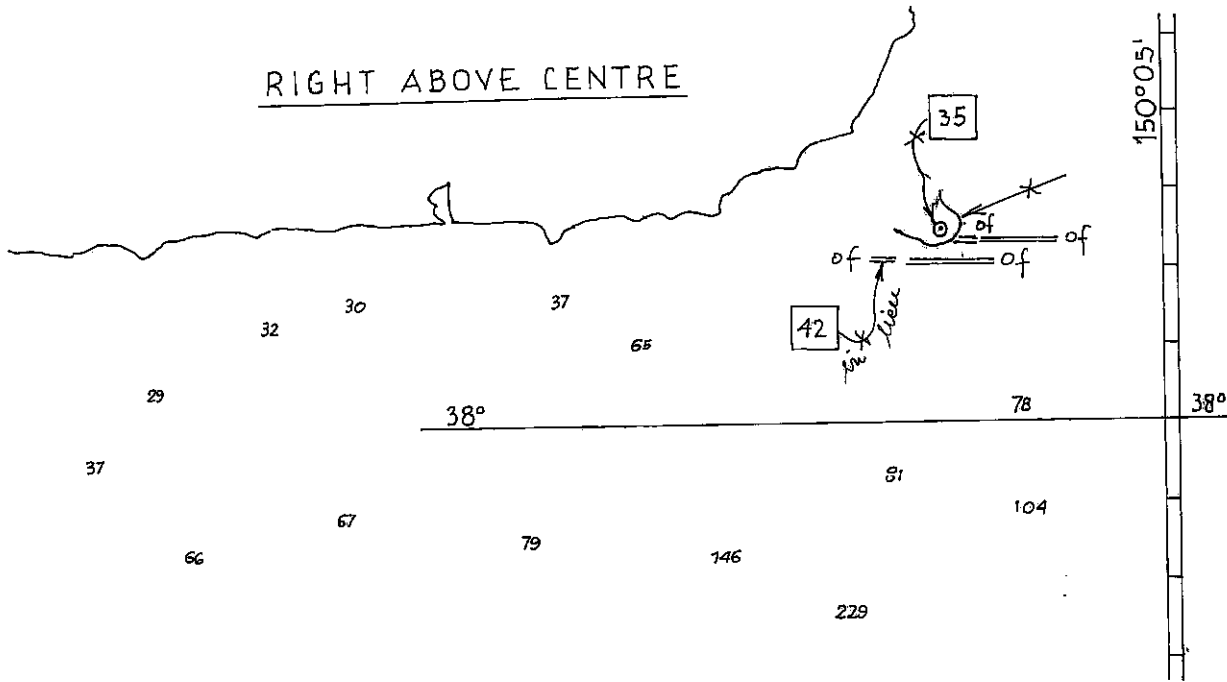 RIGHT ABOVE CENTRE
150°05'
35
of
of
of of
30 37
32
42 in lieu
65
29
38° 78 38°
37
81
67
104
66 79 146
229